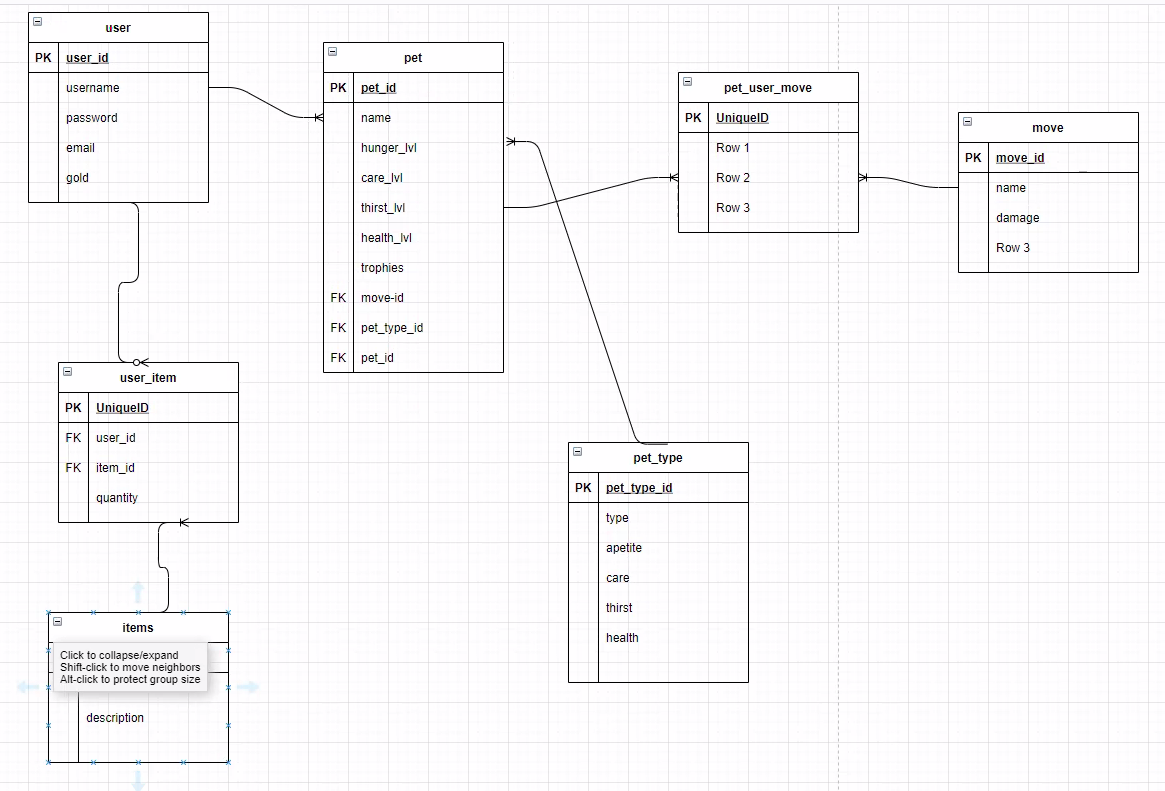 user
PK user_id
username
password
email
gold
pet
PK pet_id
name
hunger_lvl
care_lvl
thirst_lvl
health_lvl
trophies
FK move-id
FK pet_type_id
FK pet_id
pet_user_move
PK UniqueID
Row 1
Row 2
Row 3
move
PK move_id
name
damage
Row 3
user_item
PK UniqueID
FK user_id
FK item_id
quantity
pet_type
PK pet_type_id
type
apetite
care
thirst
health
items
Click to collapse/expand
Shift-click to move neighbors
Alt-click to protect group size
description